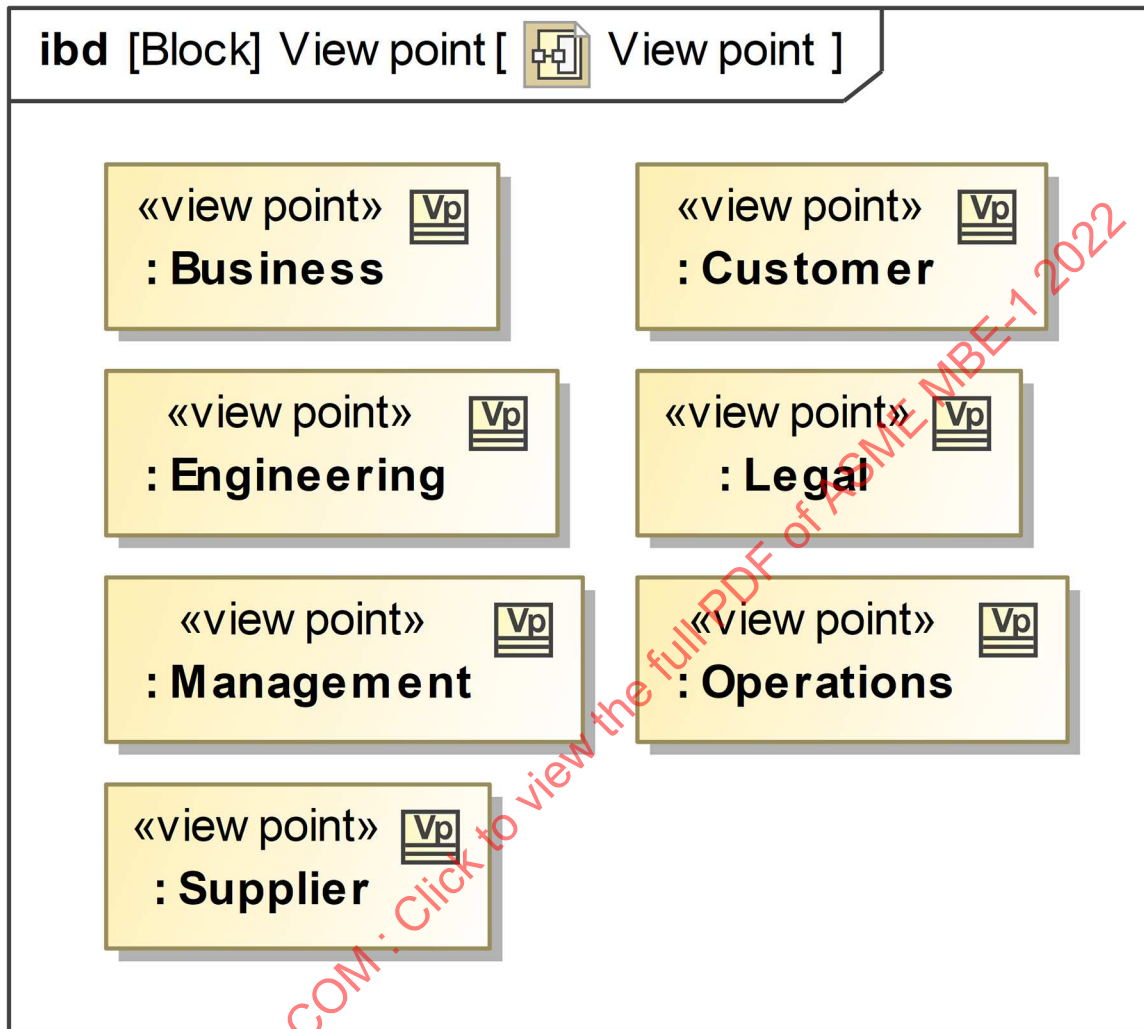 ibd [Block] View point [ View point ]
«view point» Vp
: Business
«view point» Vp
: Customer
«view point» Vp
: Engineering
«view point» Vp
: Legal
«view point» Vp
: Management
«view point» Vp
: Operations
«view point» Vp
: Supplier
COM : Click to view the full PDF of ASME MBE-1 2022